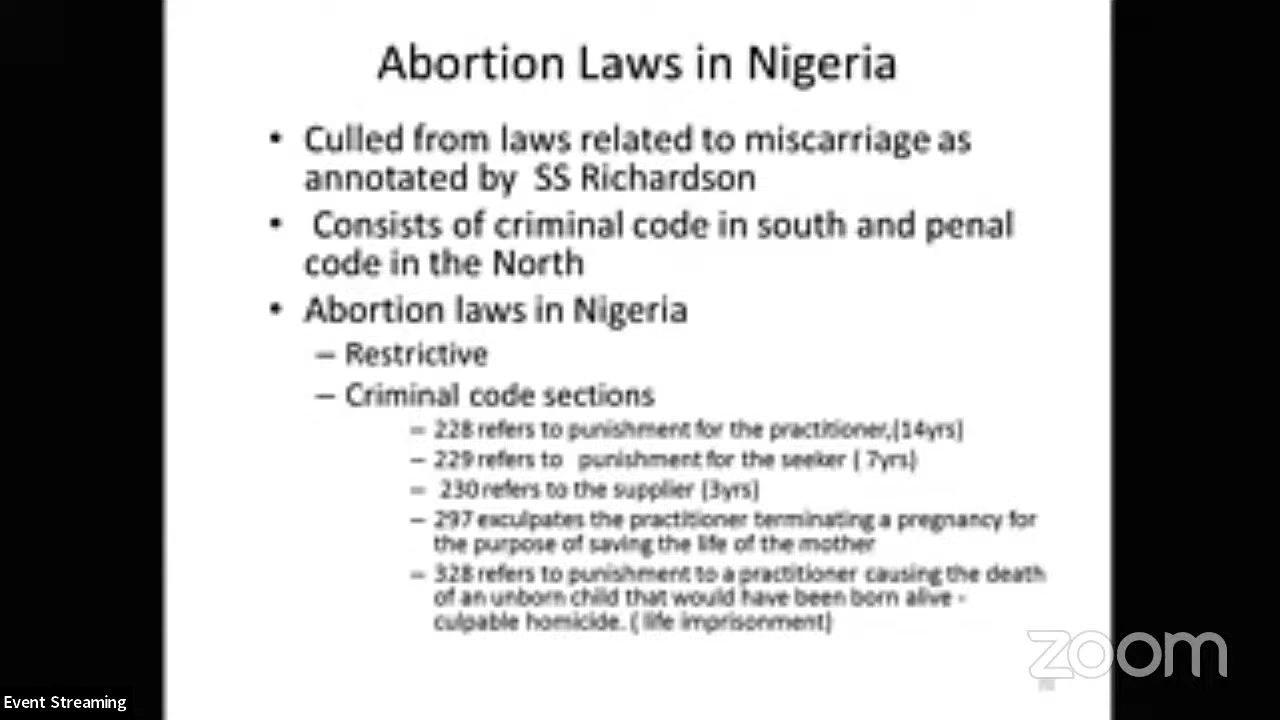 Abortion Laws in Nigeria
• Culled from laws related to miscarriage as
annotated by SS Richardson
• Consists of criminal code in south and penal
code in the North
• Abortion laws in Nigeria
– Restrictive
– Criminal code sections
– 228 refers to punishment for the practitioner,(14yrs)
– 229 refers to punishment for the seeker ( 7yrs)
– 230 refers to the supplier (3yrs)
– 297 exculpates the practitioner terminating a pregnancy for
the purpose of saving the life of the mother
– 328 refers to punishment to a practitioner causing the death
of an unborn child that would have been born alive -
culpable homicide. ( life imprisonment)
zoom
Event Streaming